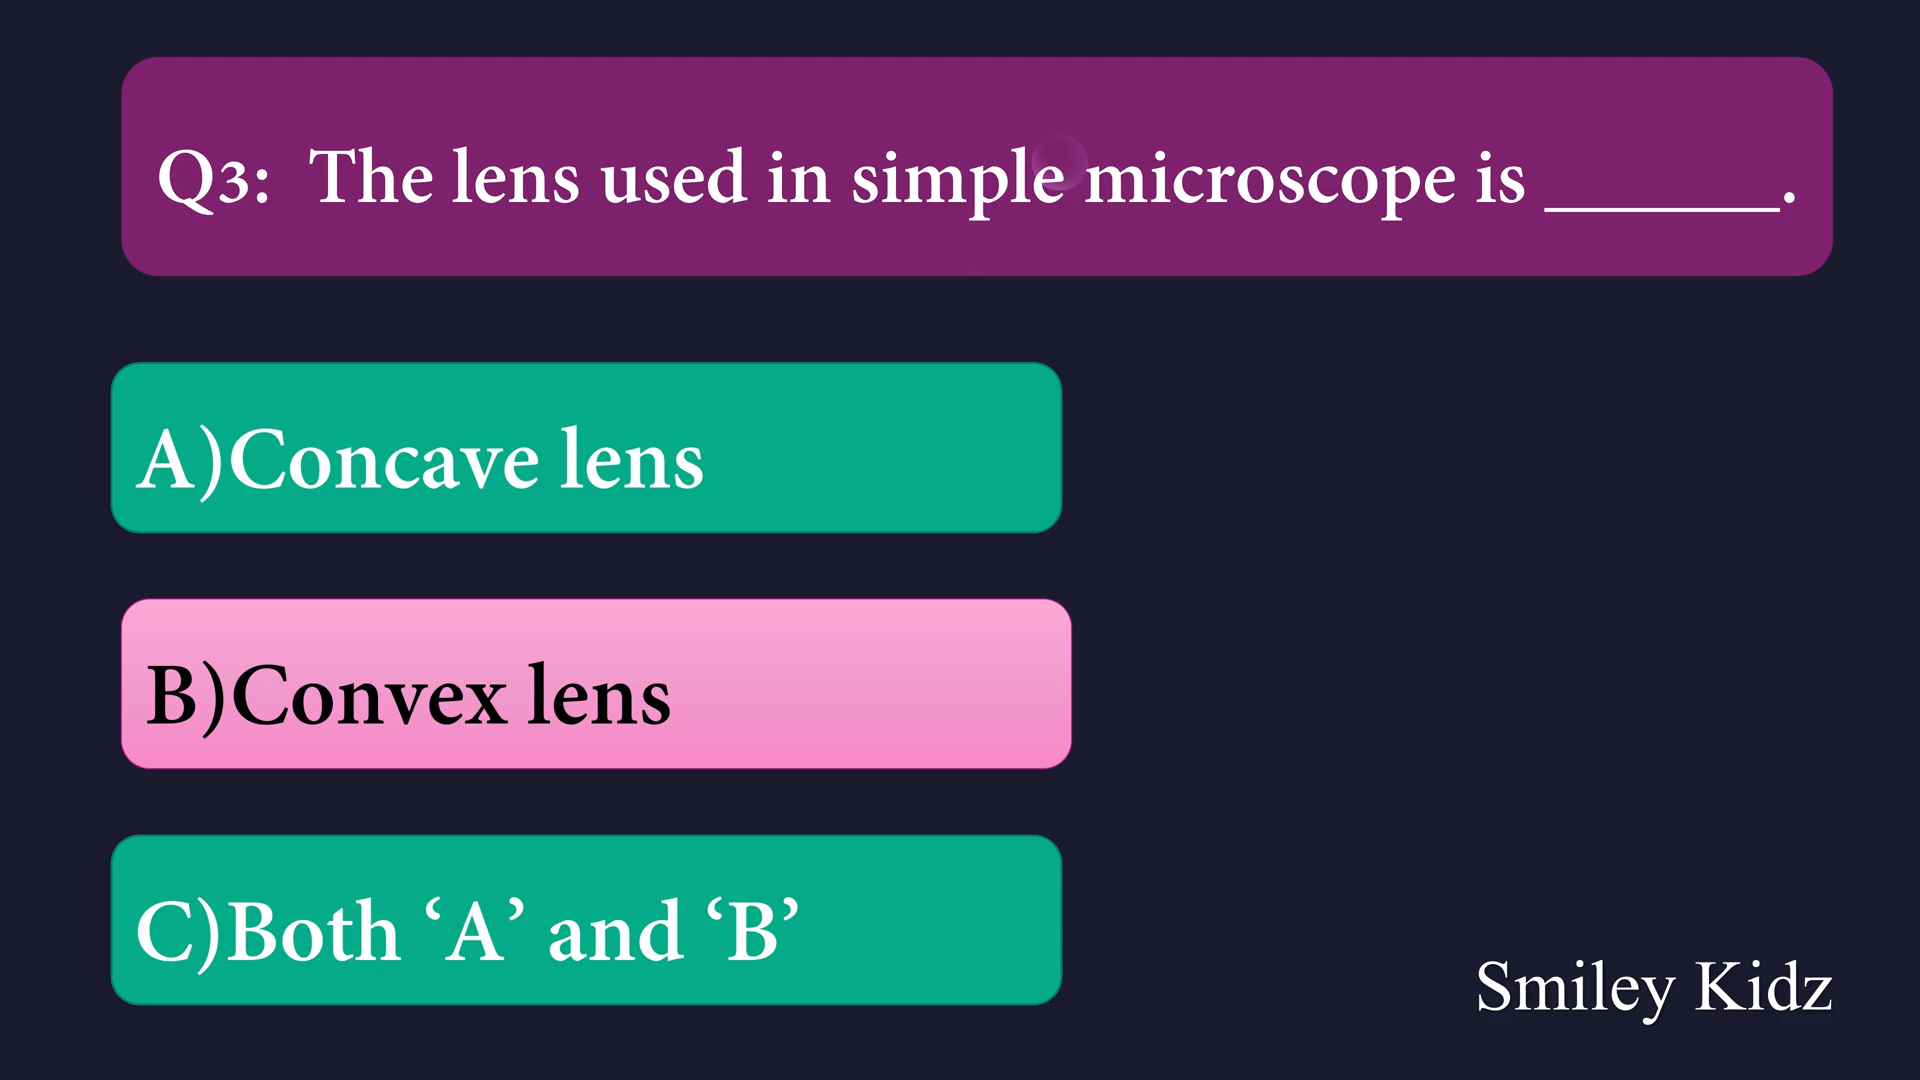 Q3:  The lens used in simple microscope is _______.
A)Concave lens
B)Convex lens
C)Both ‘A’ and ‘B’
Smiley Kidz